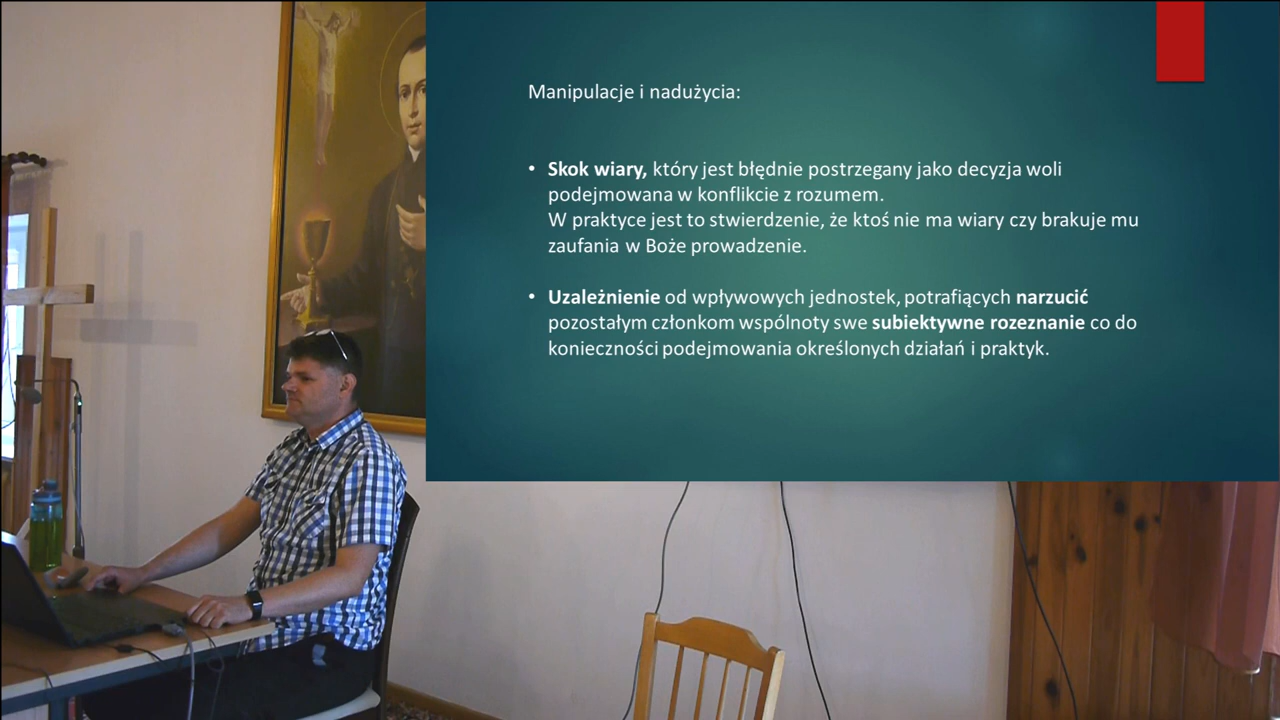 Manipulacje i nadużycia:
• Skok wiary, który jest błędnie postrzegany jako decyzja woli
podejmowana w konflikcie z rozumem.
W praktyce jest to stwierdzenie, że ktoś nie ma wiary czy brakuje mu
zaufania w Boże prowadzenie.
• Uzależnienie od wpływowych jednostek, potrafiących narzucić
pozostałym członkom wspólnoty swe subiektywne rozeznanie co do
konieczności podejmowania określonych działań i praktyk.